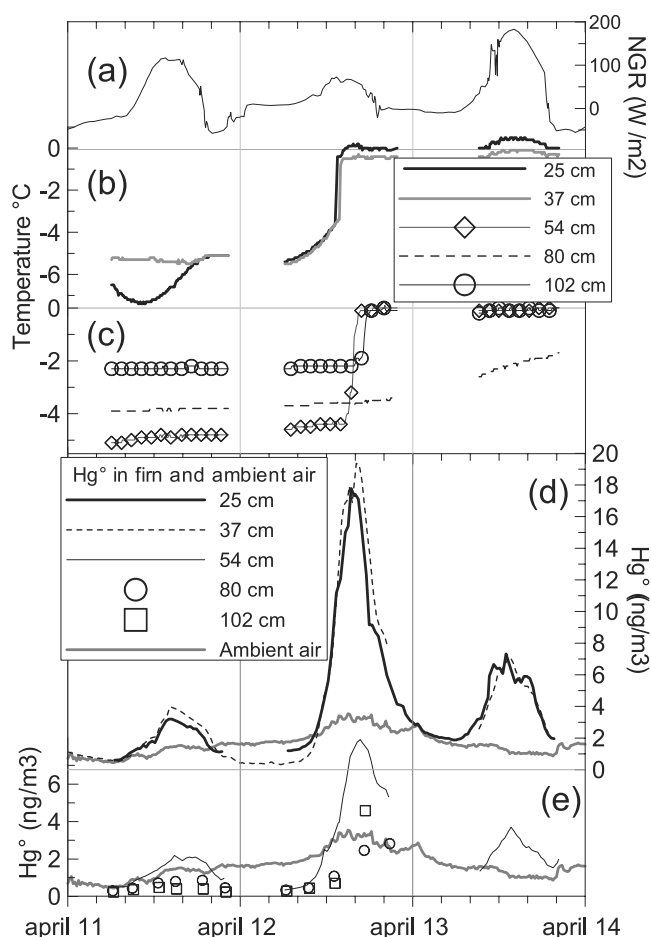 200
(a)
100
0
NGR (W /m2)
0
(b)
-2
-4
-6
Temperature °C
25 cm
37 cm
54 cm
80 cm
102 cm
0
(c)
-2
-4
Hg° in firn and ambient air
25 cm
37 cm
54 cm
80 cm
102 cm
Ambient air
20
(d)
18
16
14
12
10
8
6
4
2
0
Hg° (ng/m3)
6
(e)
4
2
0
Hg° (ng/m3)
april 11
april 12
april 13
april 14